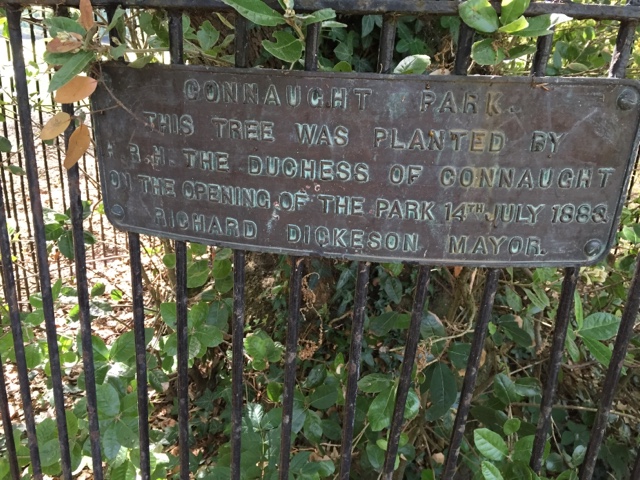 CONNAUGHT PARK.
THIS TREE WAS PLANTED BY
R.H. THE DUCHESS OF CONNAUGHT
ON THE OPENING OF THE PARK 14TH JULY 1883.
RICHARD DICKESON MAYOR.